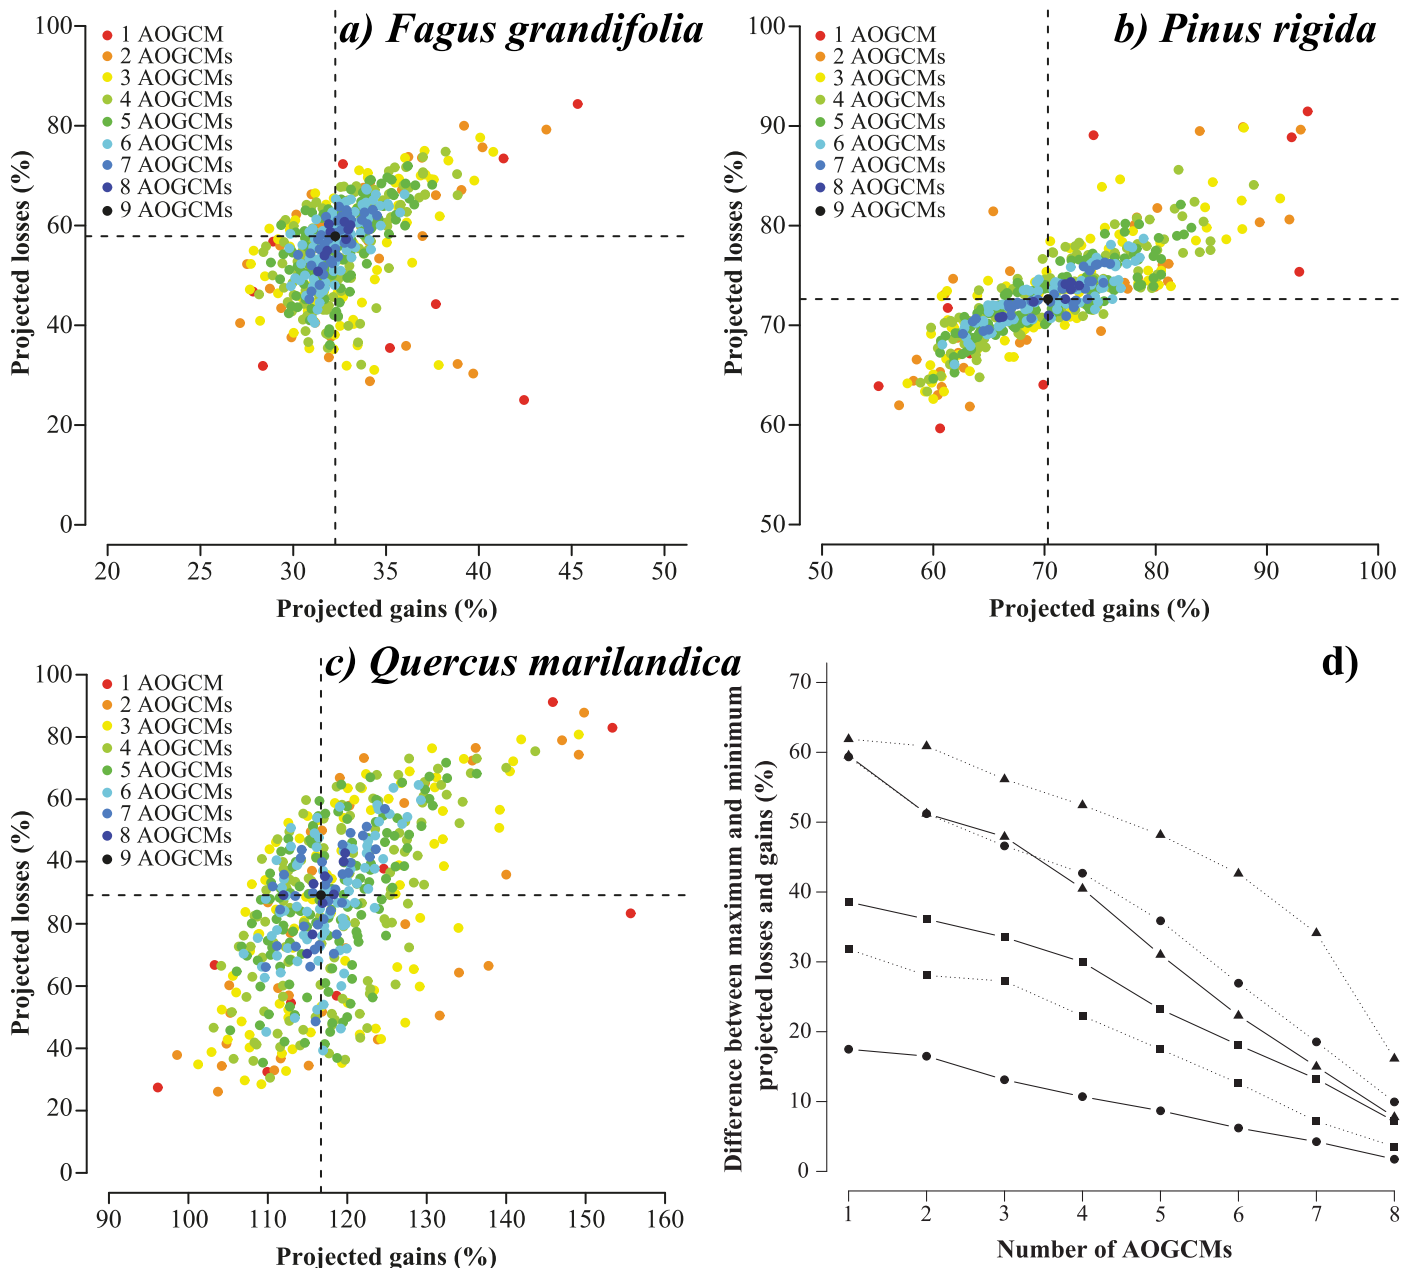 a) Fagus grandifolia
100
80
60
40
20
0
Projected losses (%)
1 AOGCM
2 AOGCMs
3 AOGCMs
4 AOGCMs
5 AOGCMs
6 AOGCMs
7 AOGCMs
8 AOGCMs
9 AOGCMs
20 25 30 35 40 45 50
Projected gains (%)
b) Pinus rigida
100
90
80
70
60
50
Projected losses (%)
1 AOGCM
2 AOGCMs
3 AOGCMs
4 AOGCMs
5 AOGCMs
6 AOGCMs
7 AOGCMs
8 AOGCMs
9 AOGCMs
50 60 70 80 90 100
Projected gains (%)
c) Quercus marilandica
100
80
60
40
80
60
40
20
0
Projected losses (%)
1 AOGCM
2 AOGCMs
3 AOGCMs
4 AOGCMs
5 AOGCMs
6 AOGCMs
7 AOGCMs
8 AOGCMs
9 AOGCMs
90 100 110 120 130 140 150 160
Projected gains (%)
d)
70
60
50
40
30
20
10
0
Difference between maximum and minimum
projected losses and gains (%)
1 2 3 4 5 6 7 8
Number of AOGCMs